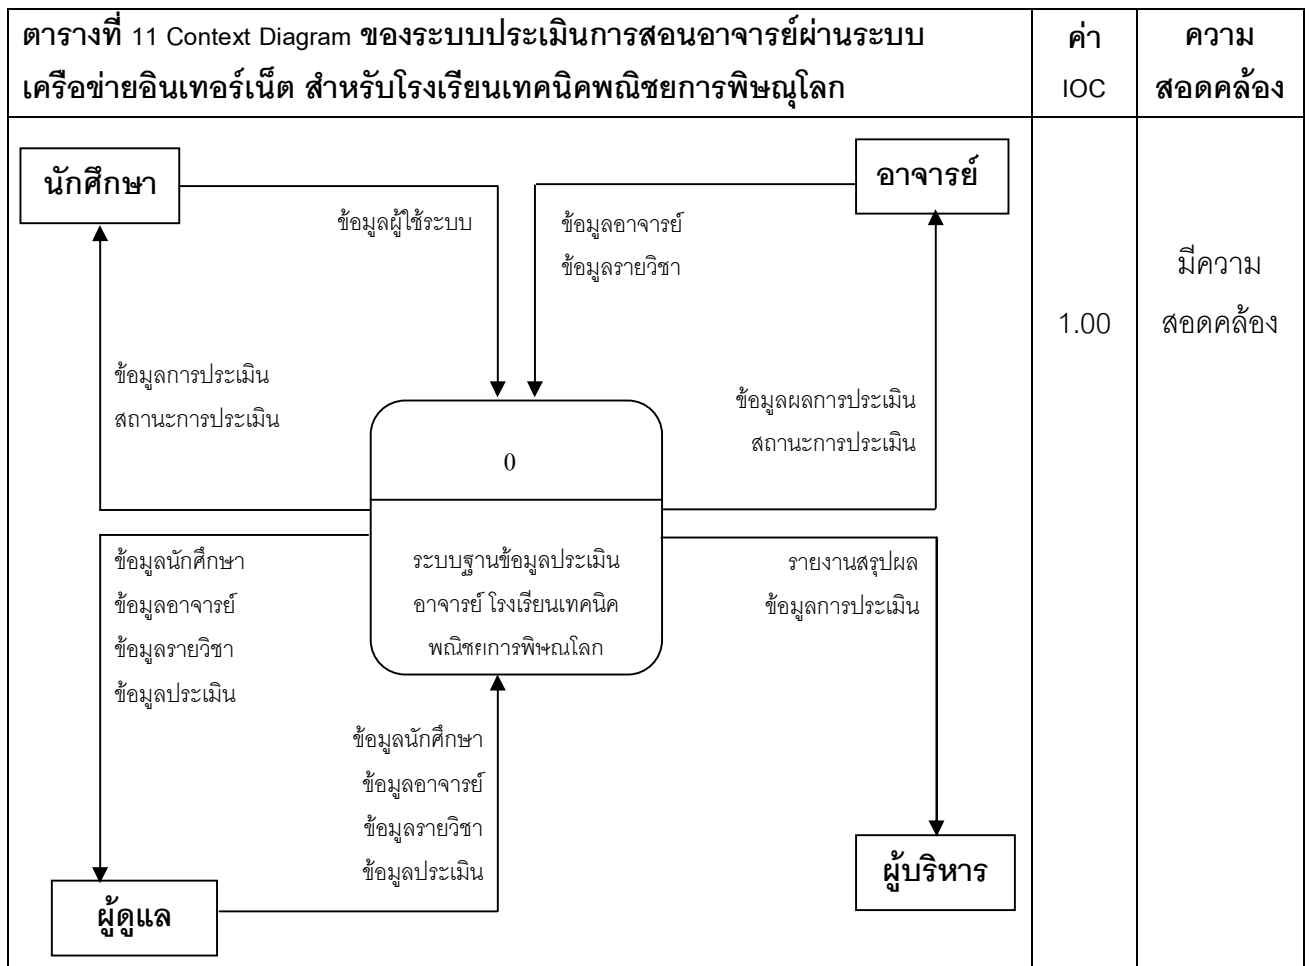 ตารางที่ 11 Context Diagram ของระบบประเมินการสอนอาจารย์ผ่านระบบ
เครือข่ายอินเทอร์เน็ต สำหรับโรงเรียนเทคนิคพณิชยการพิษณุโลก
ค่า
IOC
ความ
สอดคล้อง
นักศึกษา
อาจารย์
ข้อมูลผู้ใช้ระบบ
ข้อมูลอาจารย์
ข้อมูลรายวิชา
มีความ
สอดคล้อง
1.00
ข้อมูลการประเมิน
สถานะการประเมิน
ข้อมูลผลการประเมิน
สถานะการประเมิน
0
ระบบฐานข้อมูลประเมิน
อาจารย์ โรงเรียนเทคนิค
พณิชยการพิษณโลก
ข้อมูลนักศึกษา
ข้อมูลอาจารย์
ข้อมูลรายวิชา
ข้อมูลประเมิน
รายงานสรุปผล
ข้อมูลการประเมิน
ข้อมูลนักศึกษา
ข้อมูลอาจารย์
ข้อมูลรายวิชา
ข้อมูลประเมิน
ผู้ดูแล
ผู้บริหาร